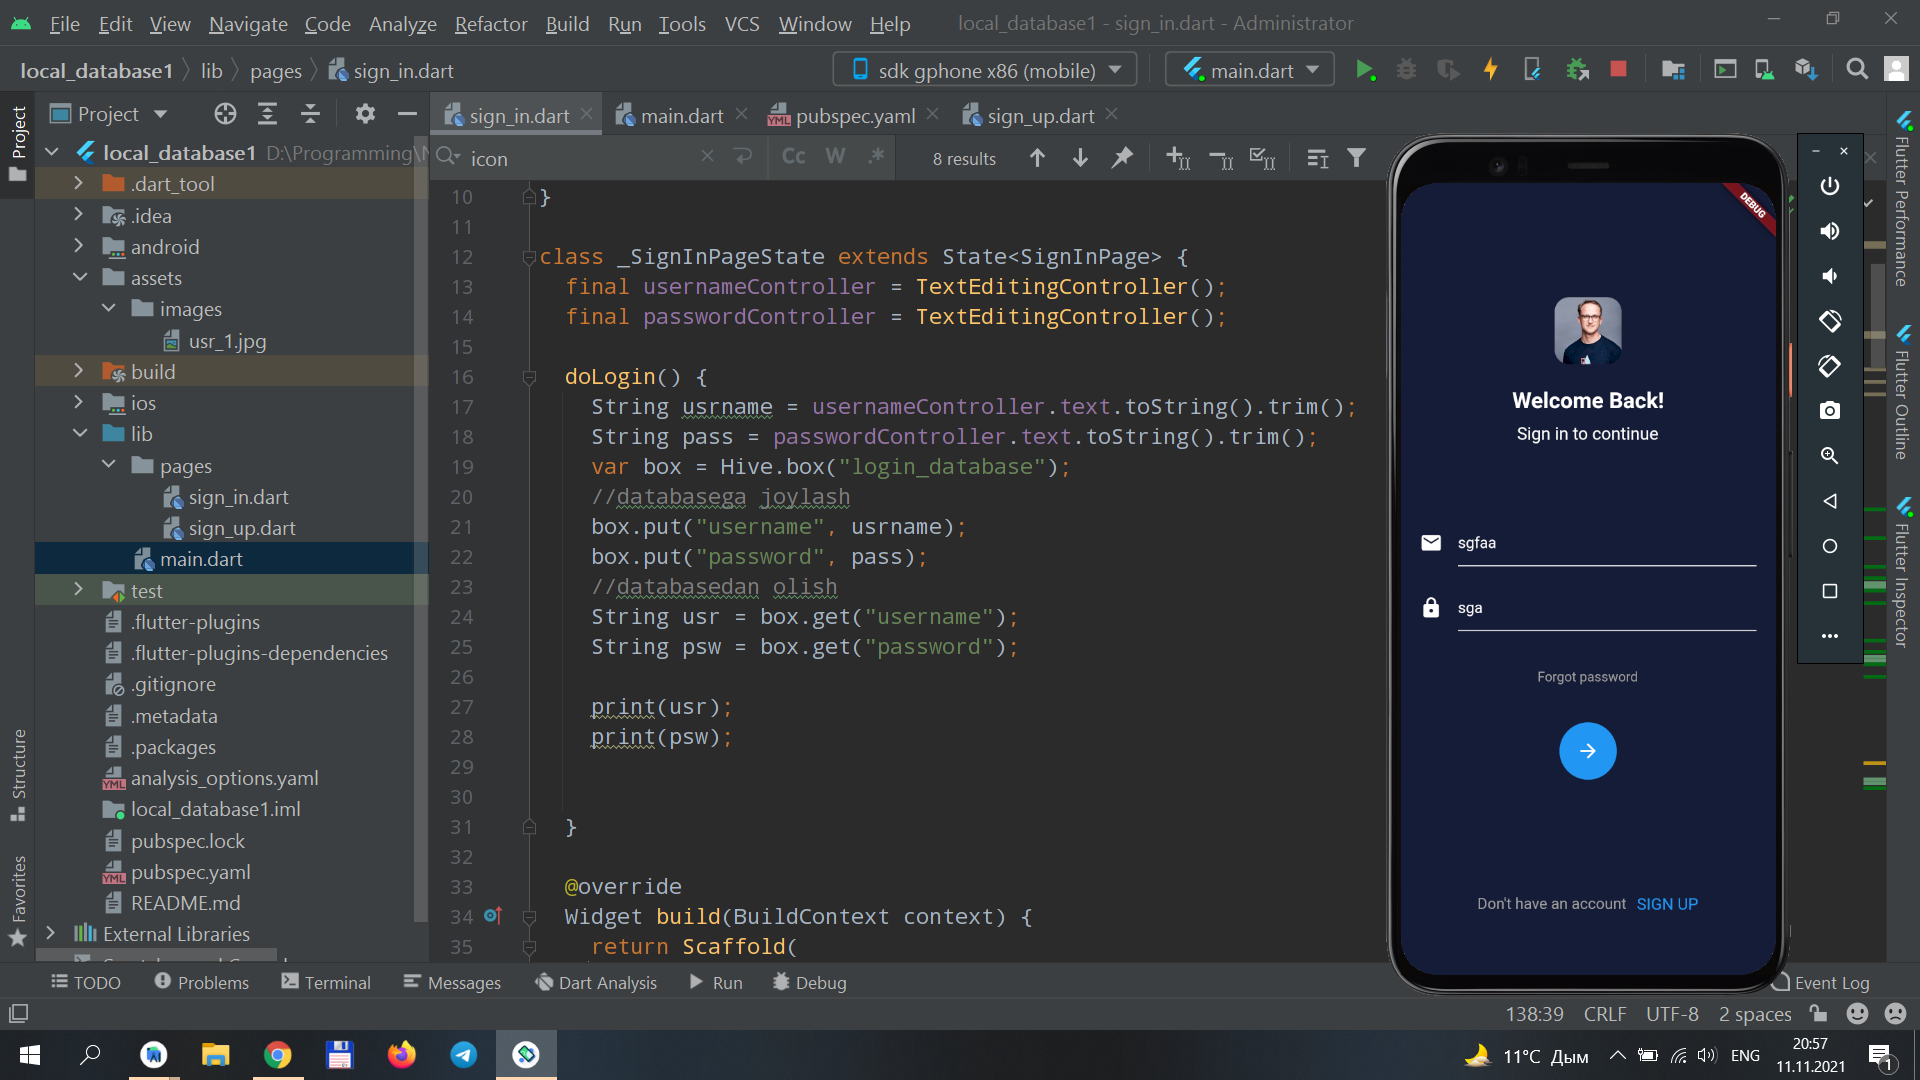 File Edit View Navigate Code Analyze Refactor Build Run Tools VCS Window Help local_database1 - sign_in.dart - Administrator
local_database1 lib pages sign_in.dart sdk gphone x86 (mobile) main.dart
Project sign_in.dart main.dart pubspec.yaml sign_up.dart
icon Cc W .* 8 results
Project
Structure
Favorites
local_database1 D:\Programming\
.dart_tool
.idea
android
assets
images
usr_1.jpg
build
ios
lib
pages
sign_in.dart
sign_up.dart
main.dart
test
.flutter-plugins
.flutter-plugins-dependencies
.gitignore
.metadata
.packages
analysis_options.yaml
local_database1.iml
pubspec.lock
pubspec.yaml
README.md
External Libraries
10 }
11
12 class _SignInPageState extends State<SignInPage> {
13 final usernameController = TextEditingController();
14 final passwordController = TextEditingController();
15
16 doLogin() {
17 String usrname = usernameController.text.toString().trim();
18 String pass = passwordController.text.toString().trim();
19 var box = Hive.box("login_database");
20 //databasega joylash
21 box.put("username", usrname);
22 box.put("password", pass);
23 //databasedan olish
24 String usr = box.get("username");
25 String psw = box.get("password");
26
27 print(usr);
28 print(psw);
29
30
31 }
32
33 @override
34 Widget build(BuildContext context) {
35 return Scaffold(
DEBUG
Welcome Back!
Sign in to continue
sgfaa
sga
Forgot password
Don't have an account SIGN UP
Flutter Performance
Flutter Outline
Flutter Inspector
TODO Problems Terminal Messages Dart Analysis Run Debug Event Log
138:39 CRLF UTF-8 2 spaces
11°C Дым ENG 20:57
11.11.2021 1